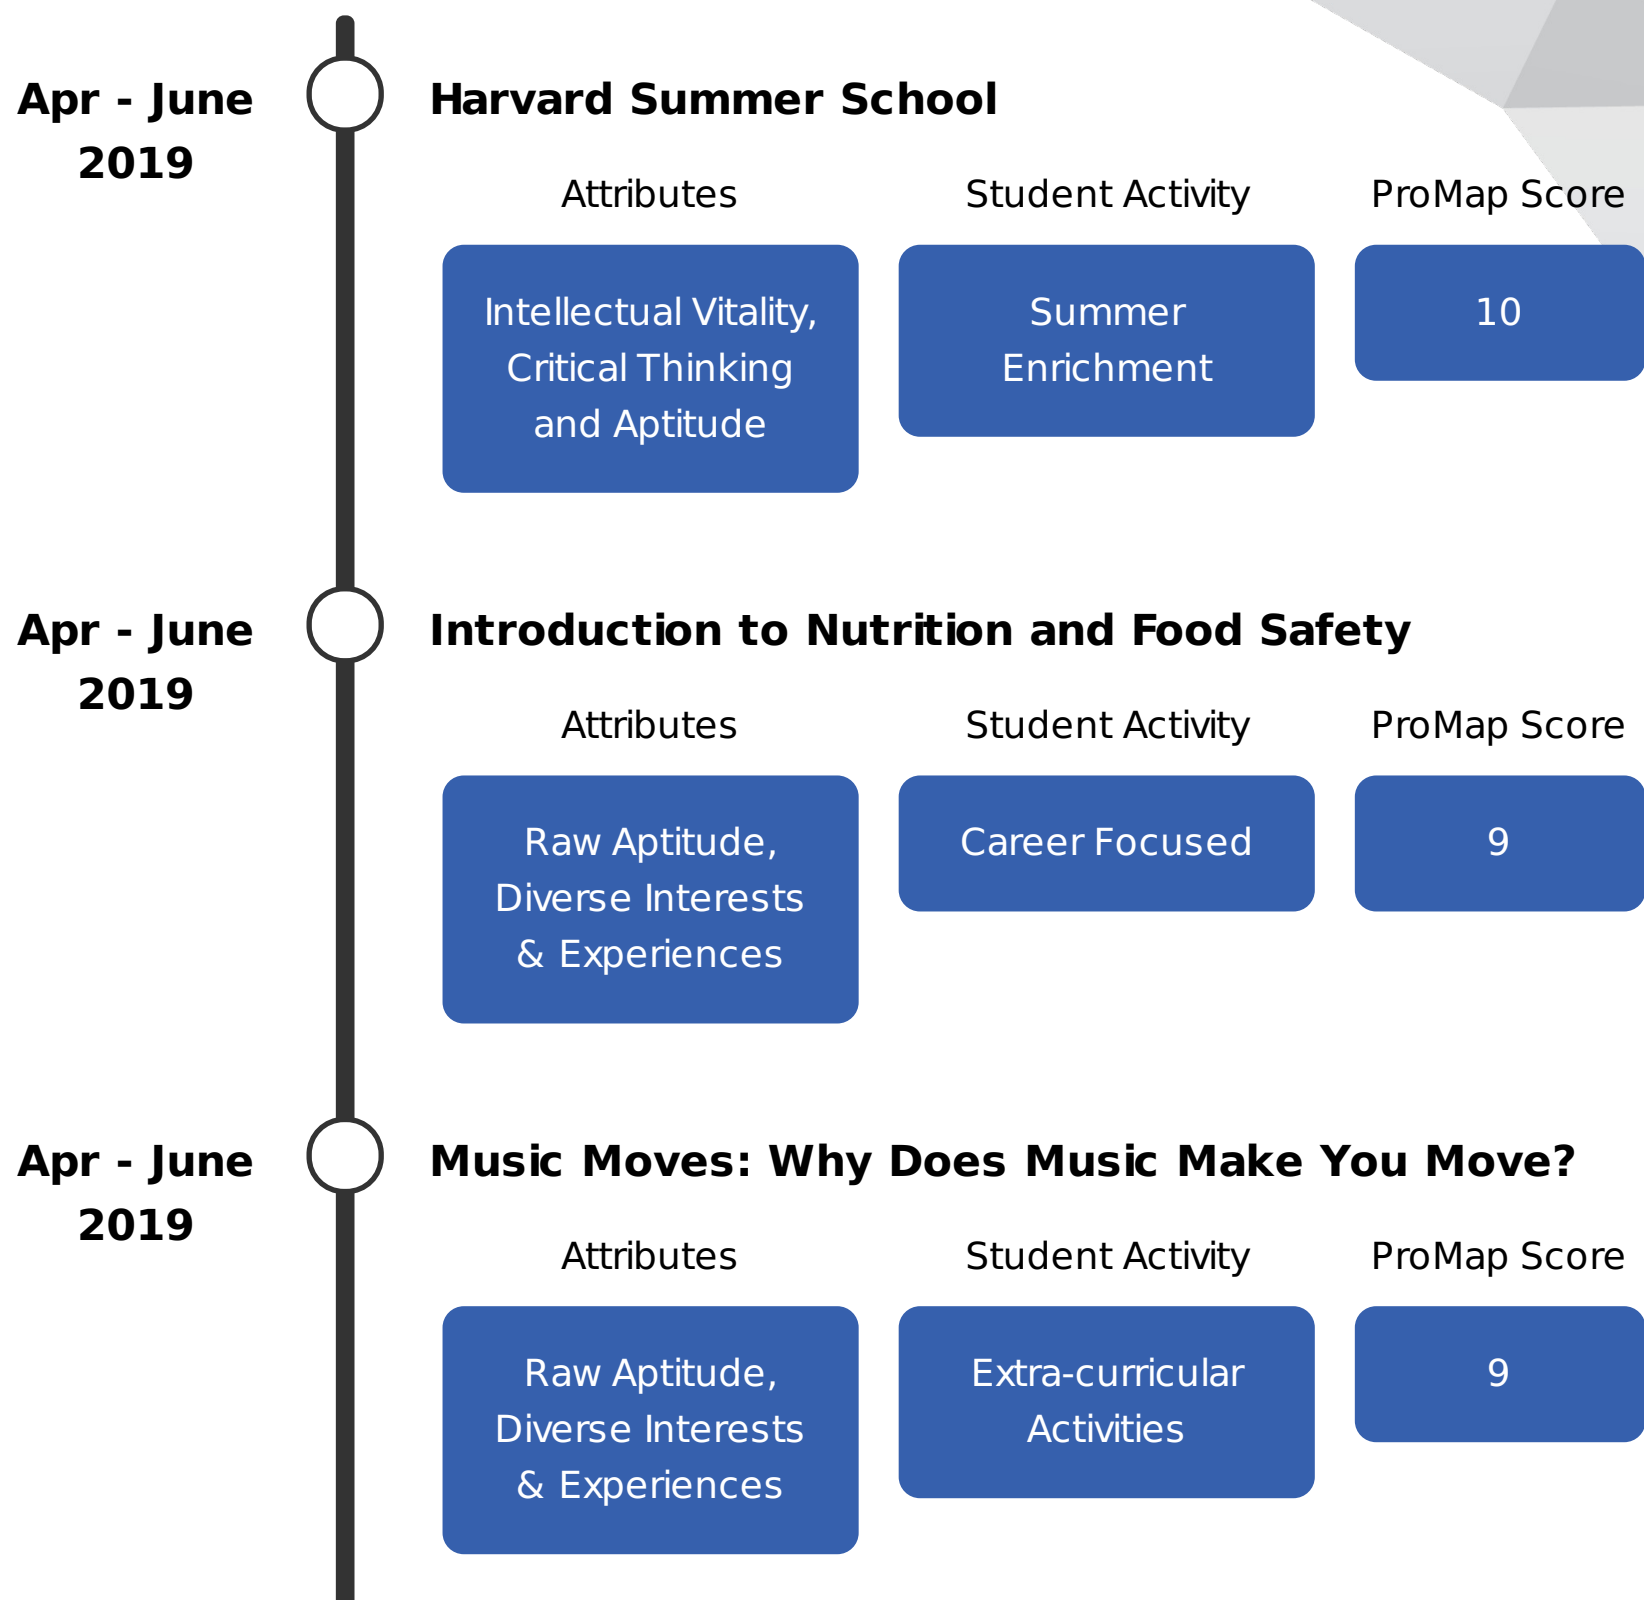 Apr - June
2019
Harvard Summer School
Attributes
Student Activity
ProMap Score
Intellectual Vitality,
Critical Thinking
and Aptitude
Summer
Enrichment
10
Apr - June
2019
Introduction to Nutrition and Food Safety
Attributes
Student Activity
ProMap Score
Raw Aptitude,
Diverse Interests
& Experiences
Career Focused
9
Apr - June
2019
Music Moves: Why Does Music Make You Move?
Attributes
Student Activity
ProMap Score
Raw Aptitude,
Diverse Interests
& Experiences
Extra-curricular
Activities
9